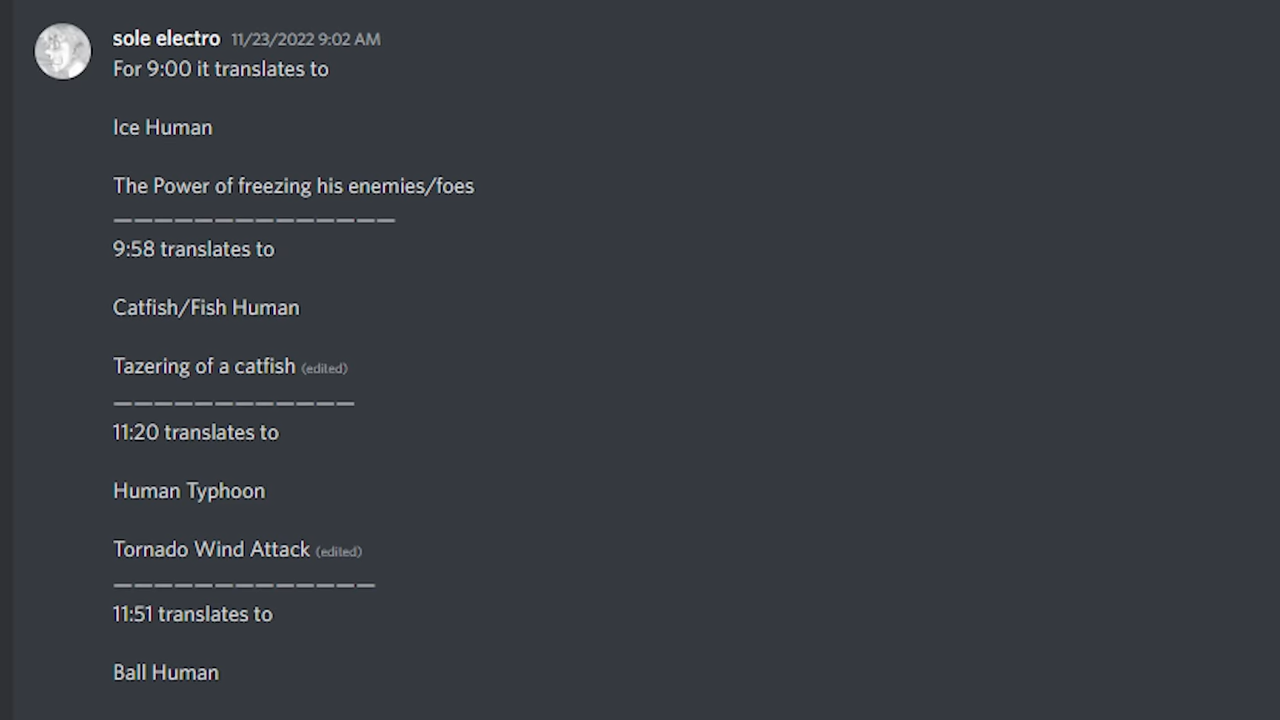 sole electro 11/23/2022 9:02 AM
For 9:00 it translates to
Ice Human
The Power of freezing his enemies/foes
——————————————
9:58 translates to
Catfish/Fish Human
Tazering of a catfish (edited)
————————————
11:20 translates to
Human Typhoon
Tornado Wind Attack (edited)
—————————————
11:51 translates to
Ball Human